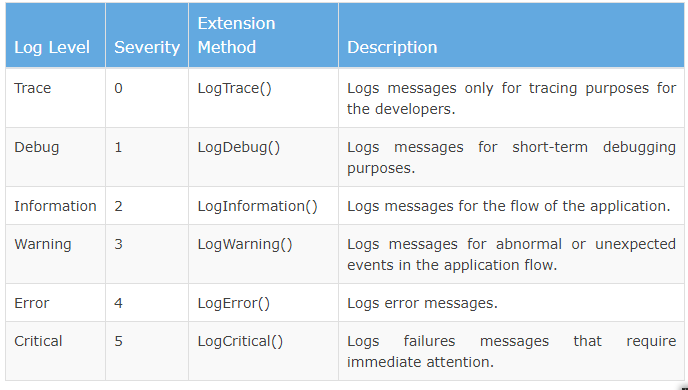 Log Level Severity Extension Method Description
Trace 0 LogTrace() Logs messages only for tracing purposes for
the developers.
Debug 1 LogDebug() Logs messages for short-term debugging
purposes.
Information 2 LogInformation() Logs messages for the flow of the application.
Warning 3 LogWarning() Logs messages for abnormal or unexpected
events in the application flow.
Error 4 LogError() Logs error messages.
Critical 5 LogCritical() Logs failures messages that require
immediate attention.